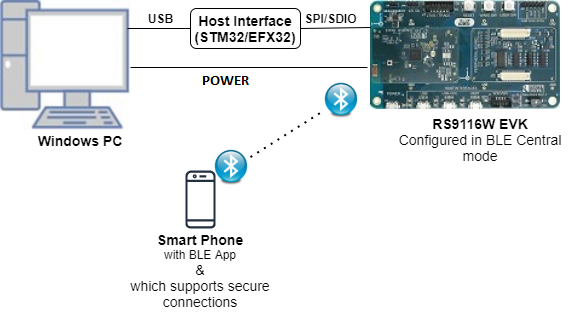 USB
Host Interface
(STM32/EFX32)
SPI/SDIO
POWER
Windows PC
RS9116W EVK
Configured in BLE Central
mode
Smart Phone
with BLE App
&
which supports secure
connections